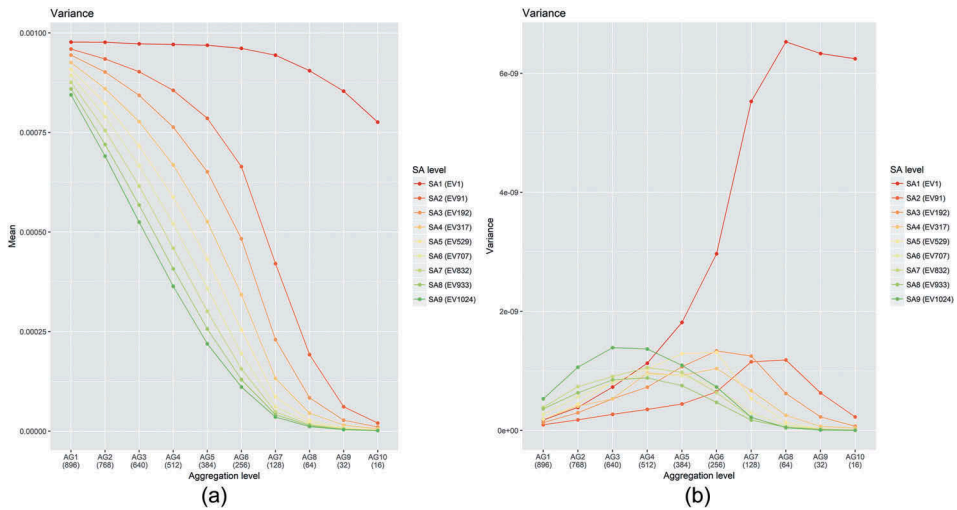 Variance
0.00100
0.00075
0.00050
0.00025
0.00000
Mean
AG1 (896)
AG2 (768)
AG3 (640)
AG4 (512)
AG5 (384)
AG6 (256)
AG7 (128)
AG8 (64)
AG9 (32)
AG10 (16)
Aggregation level
SA level
SA1 (EV1)
SA2 (EV91)
SA3 (EV192)
SA4 (EV317)
SA5 (EV529)
SA6 (EV707)
SA7 (EV832)
SA8 (EV933)
SA9 (EV1024)
(a)
Variance
6e-09
4e-09
2e-09
0e+00
Variance
AG1 (896)
AG2 (768)
AG3 (640)
AG4 (512)
AG5 (384)
AG6 (256)
AG7 (128)
AG8 (64)
AG9 (32)
AG10 (16)
Aggregation level
SA level
SA1 (EV1)
SA2 (EV91)
SA3 (EV192)
SA4 (EV317)
SA5 (EV529)
SA6 (EV707)
SA7 (EV832)
SA8 (EV933)
SA9 (EV1024)
(b)